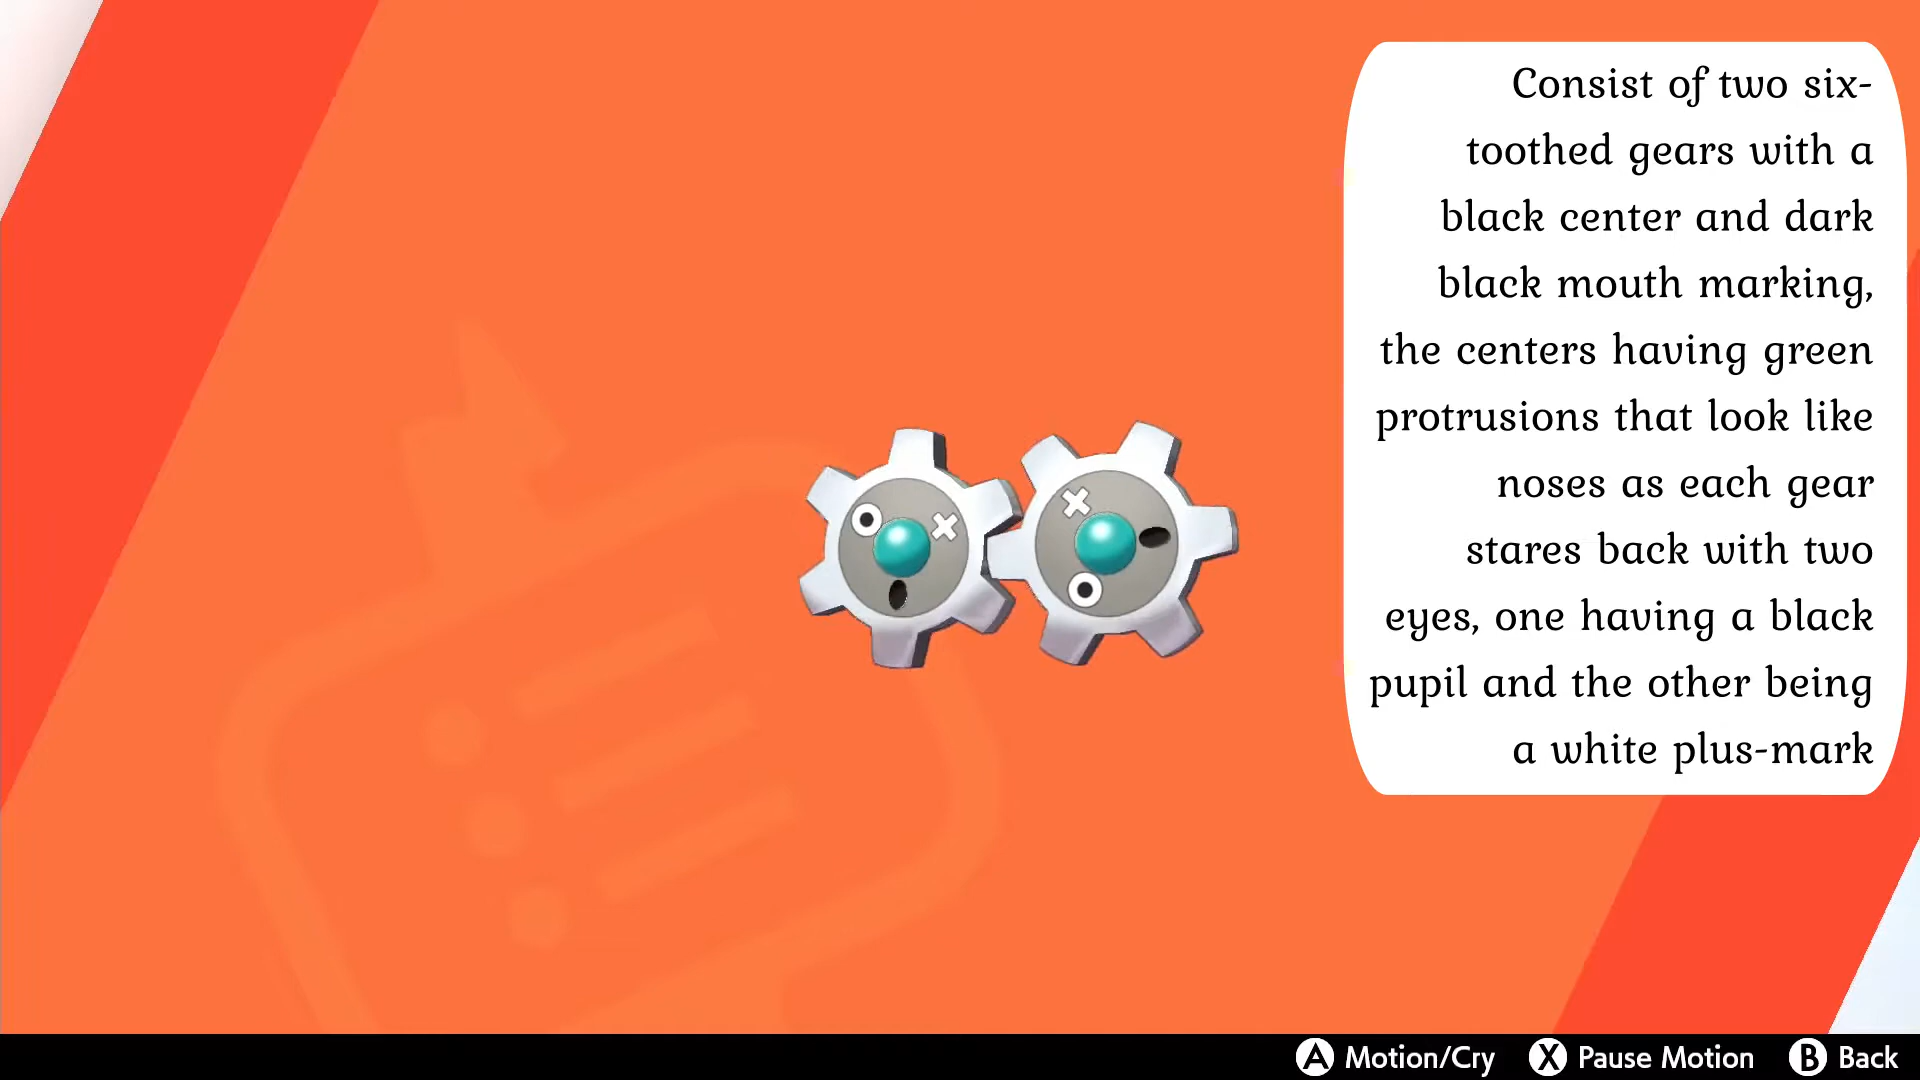 Consist of two six-
toothed gears with a
black center and dark
black mouth marking,
the centers having green
protrusions that look like
noses as each gear
stares back with two
eyes, one having a black
pupil and the other being
a white plus-mark
A Motion/Cry X Pause Motion B Back